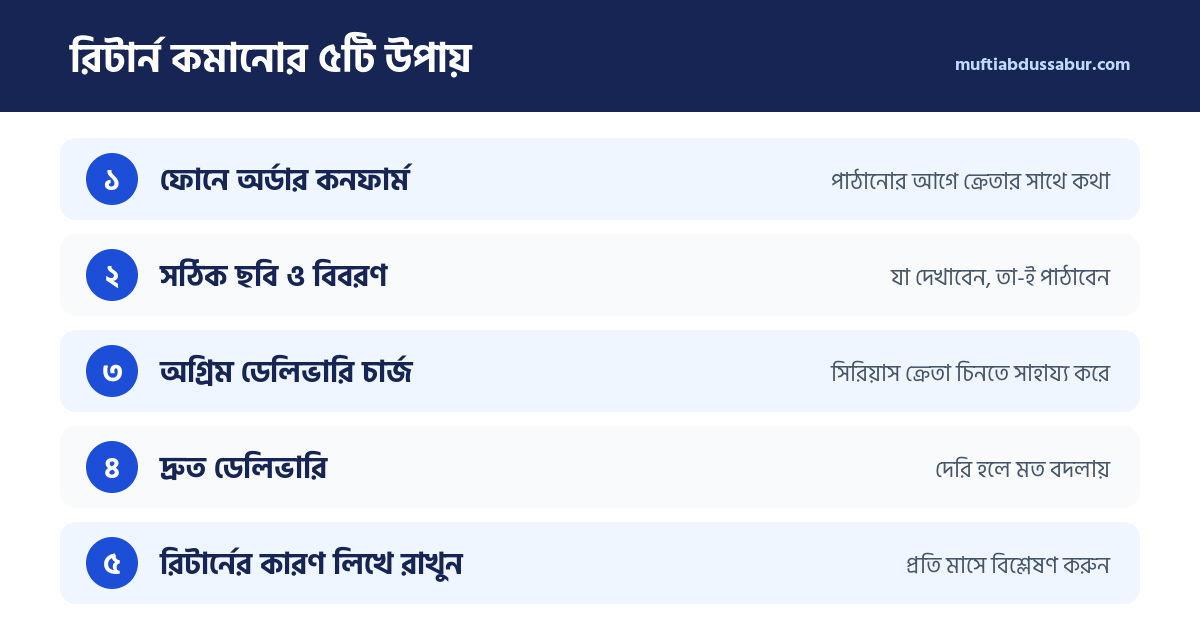 রিটার্ন কমানোর ৫টি উপায়
muftiabdussabur.com
১ ফোনে অর্ডার কনফার্ম পাঠানোর আগে ক্রেতার সাথে কথা
২ সঠিক ছবি ও বিবরণ যা দেখাবেন, তা-ই পাঠাবেন
৩ অগ্রিম ডেলিভারি চার্জ সিরিয়াস ক্রেতা চিনতে সাহায্য করে
৪ দ্রুত ডেলিভারি দেরি হলে মত বদলায়
৫ রিটার্নের কারণ লিখে রাখুন প্রতি মাসে বিশ্লেষণ করুন